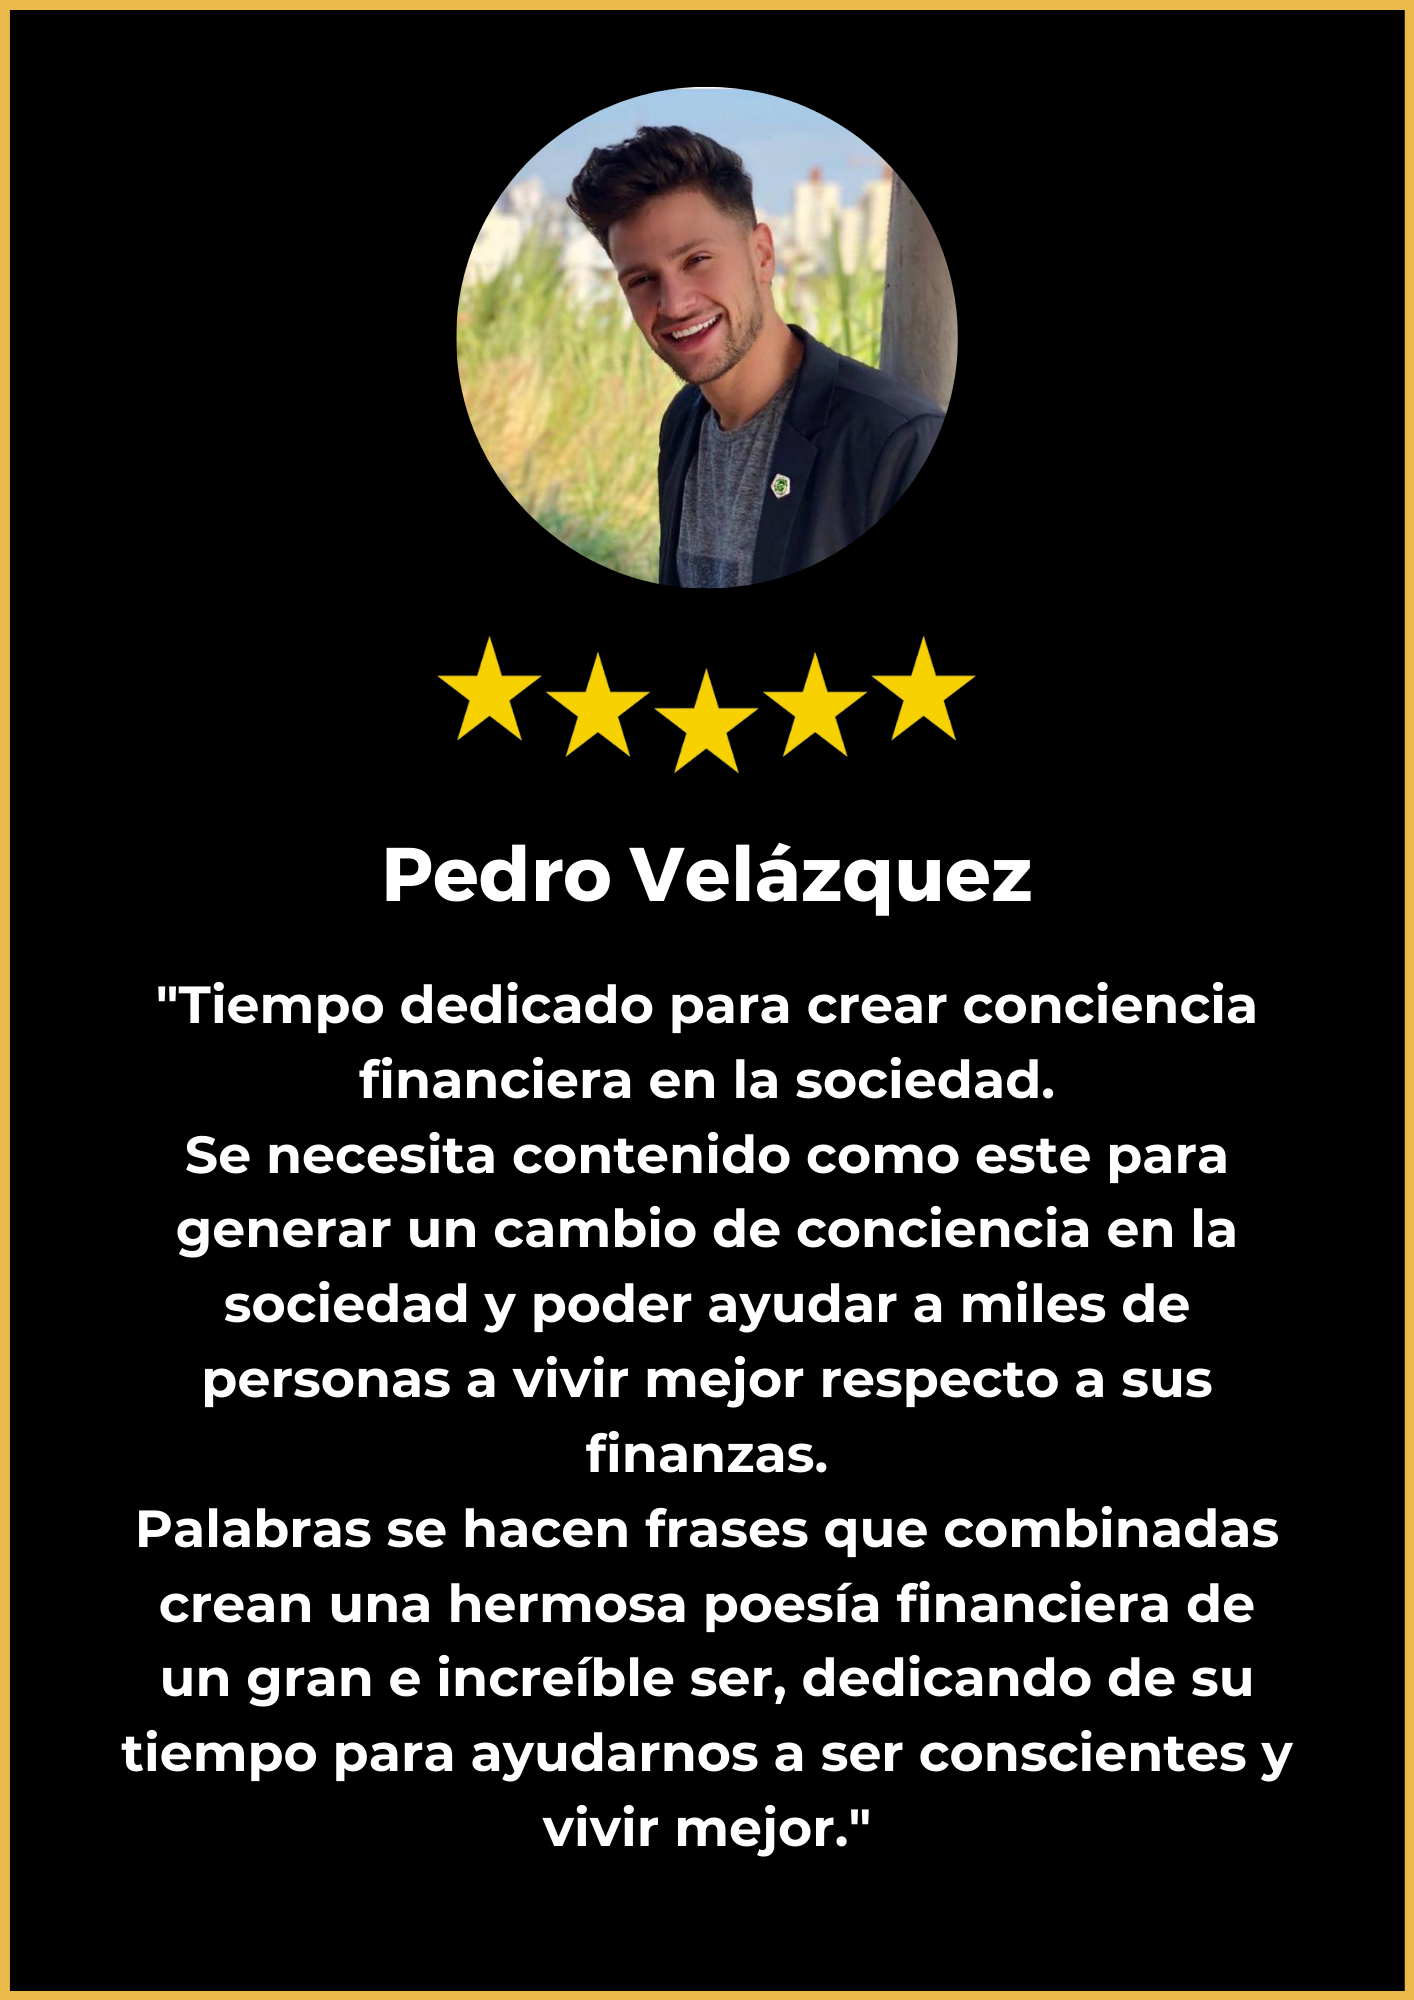 Pedro Velázquez
"Tiempo dedicado para crear conciencia
financiera en la sociedad.
Se necesita contenido como este para
generar un cambio de conciencia en la
sociedad y poder ayudar a miles de
personas a vivir mejor respecto a sus
finanzas.
Palabras se hacen frases que combinadas
crean una hermosa poesía financiera de
un gran e increíble ser, dedicando de su
tiempo para ayudarnos a ser conscientes y
vivir mejor."